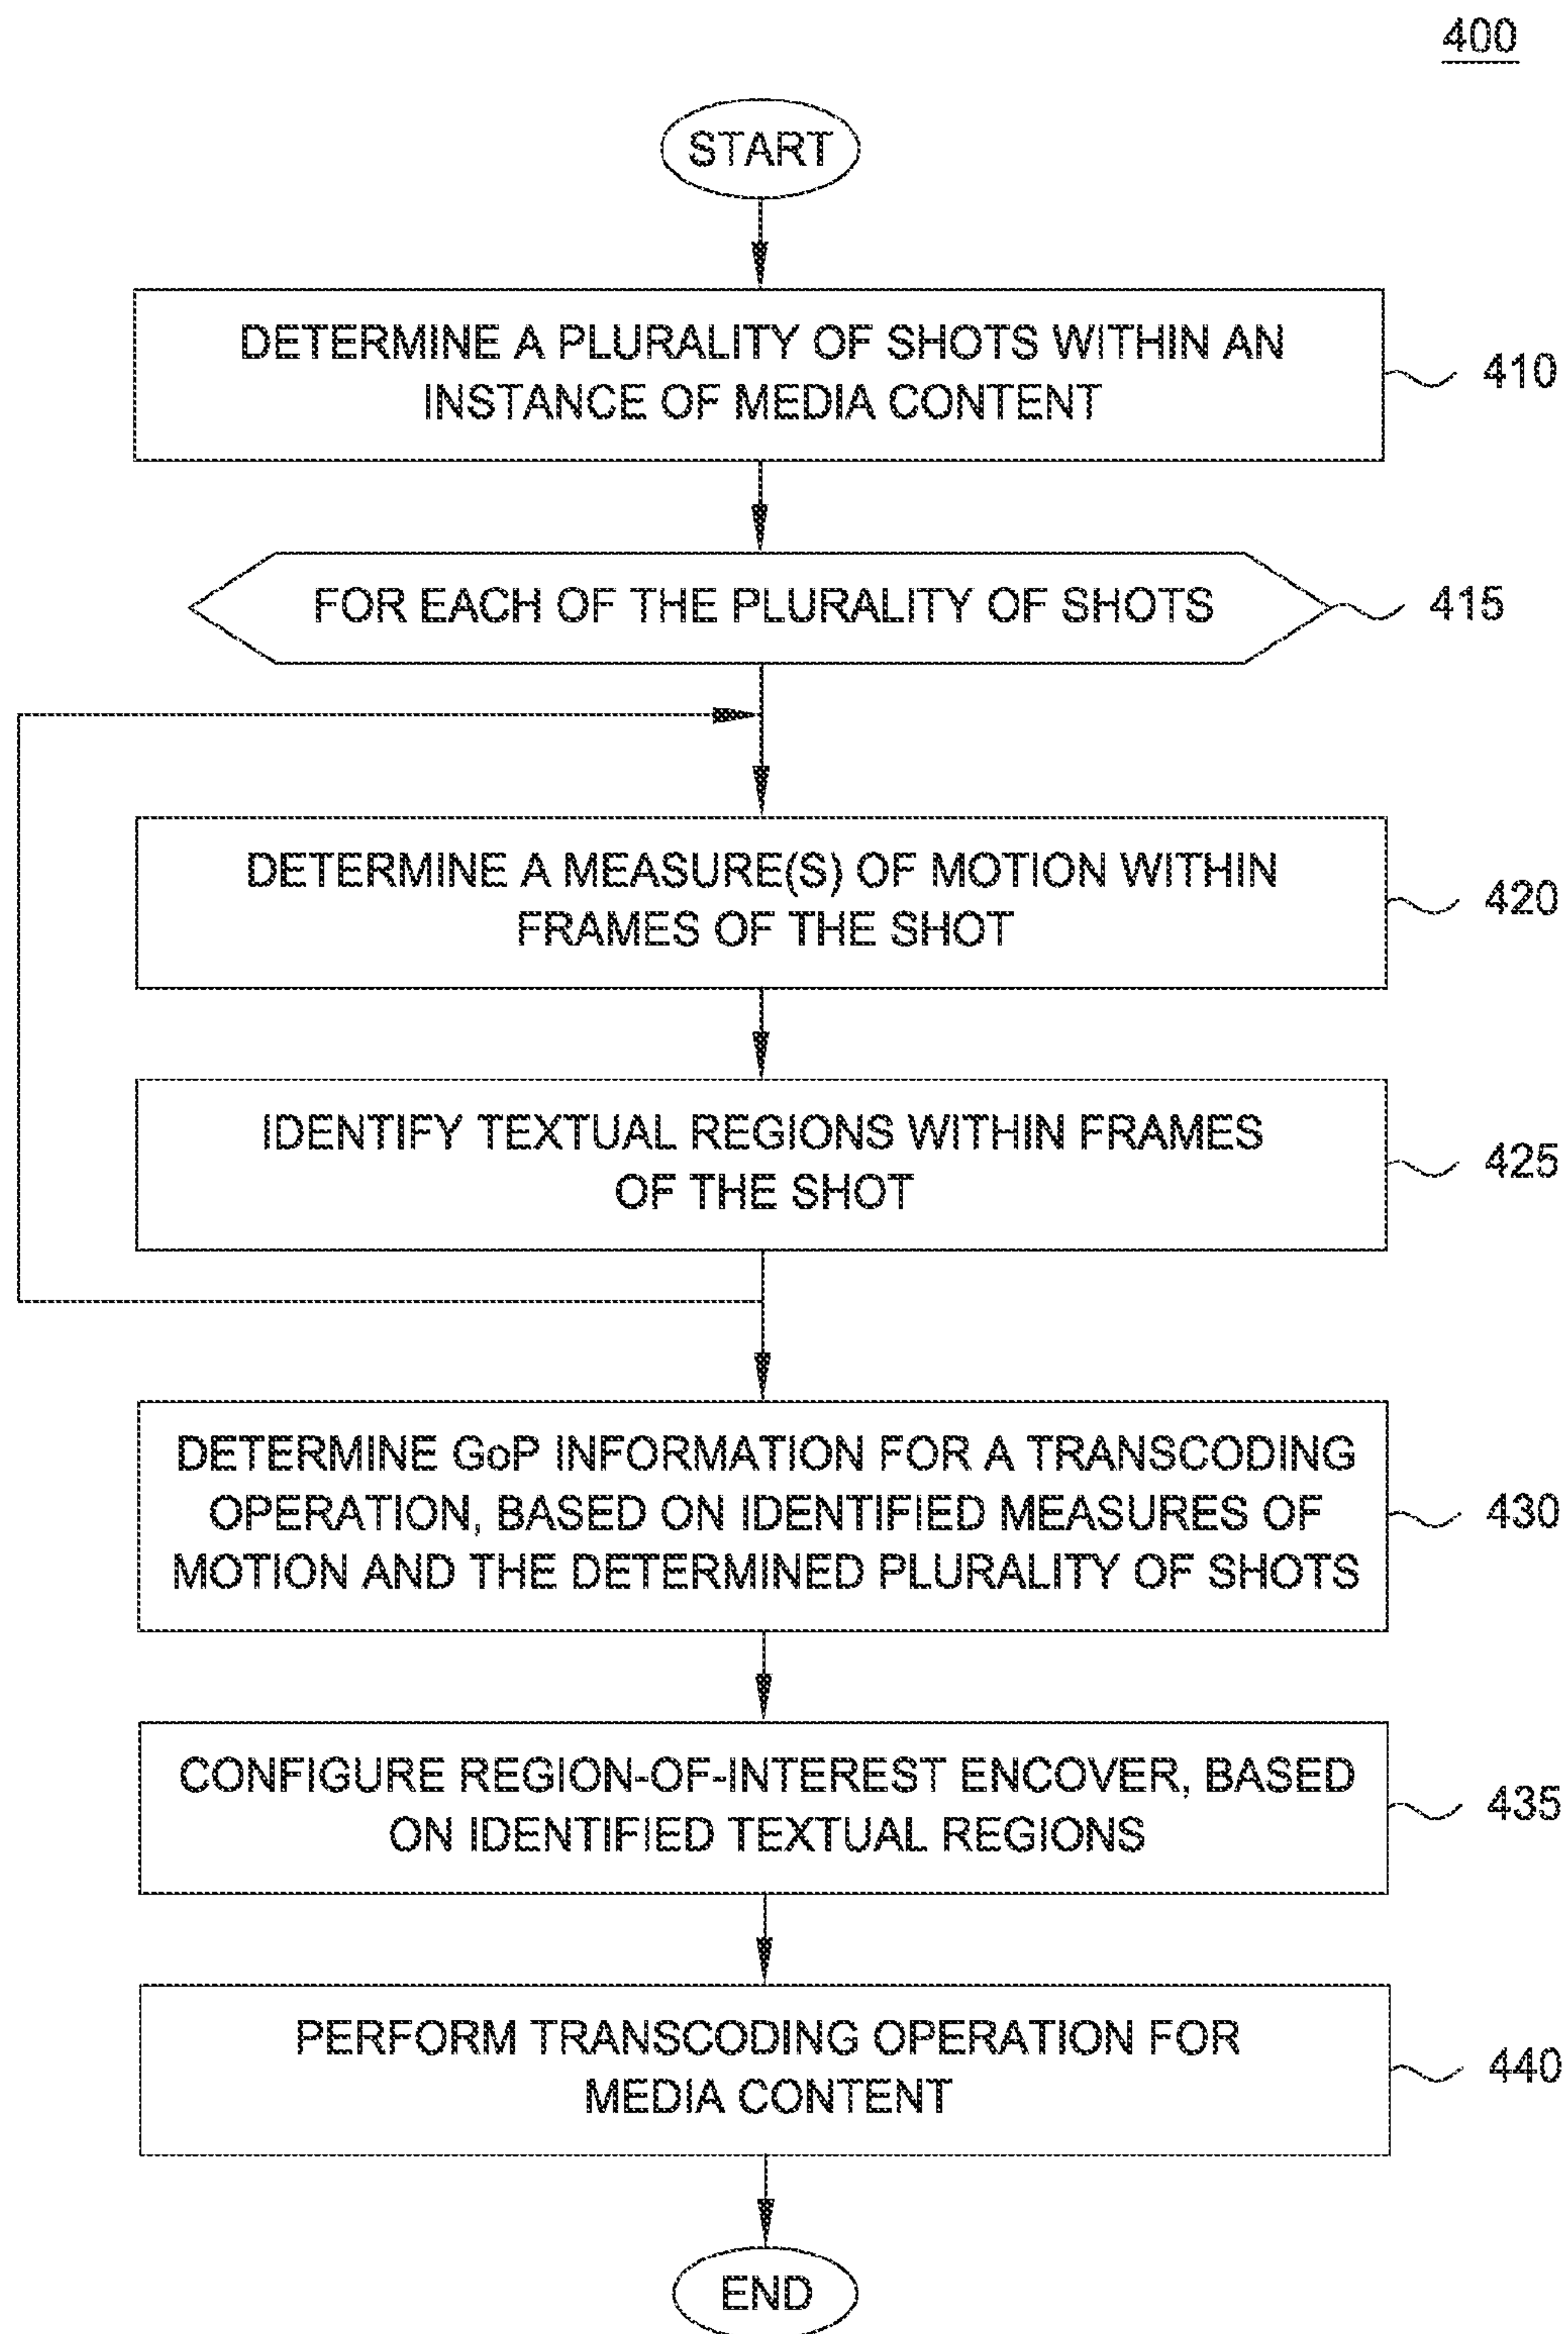 400
START
DETERMINE A PLURALITY OF SHOTS WITHIN AN
INSTANCE OF MEDIA CONTENT
410
FOR EACH OF THE PLURALITY OF SHOTS
415
DETERMINE A MEASURE(S) OF MOTION WITHIN
FRAMES OF THE SHOT
420
IDENTIFY TEXTUAL REGIONS WITHIN FRAMES
OF THE SHOT
425
DETERMINE GoP INFORMATION FOR A TRANSCODING
OPERATION, BASED ON IDENTIFIED MEASURES OF
MOTION AND THE DETERMINED PLURALITY OF SHOTS
430
CONFIGURE REGION-OF-INTEREST ENCOVER, BASED
ON IDENTIFIED TEXTUAL REGIONS
435
PERFORM TRANSCODING OPERATION FOR
MEDIA CONTENT
440
END